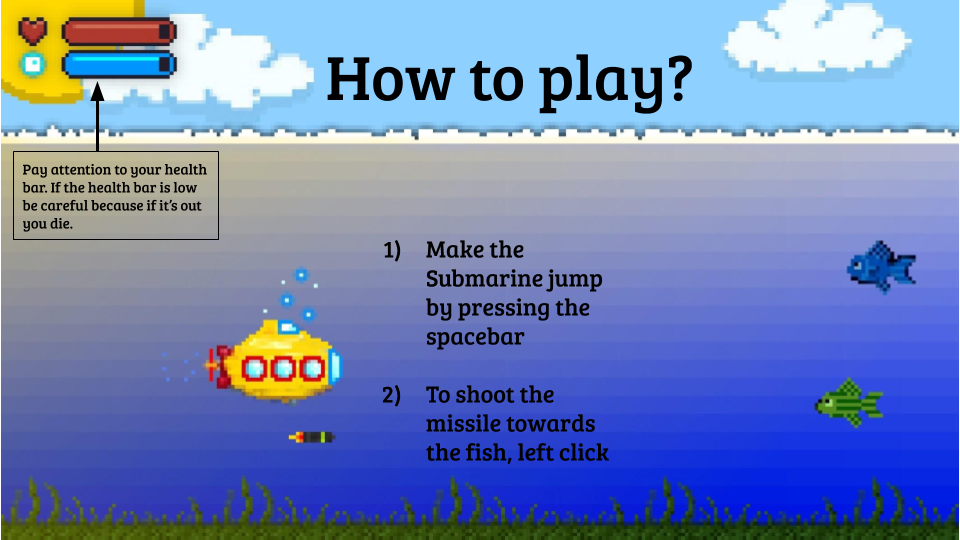 How to play?
Pay attention to your health
bar. If the health bar is low
be careful because if it's out
you die.
1) Make the
Submarine jump
by pressing the
spacebar
2) To shoot the
missile towards
the fish, left click